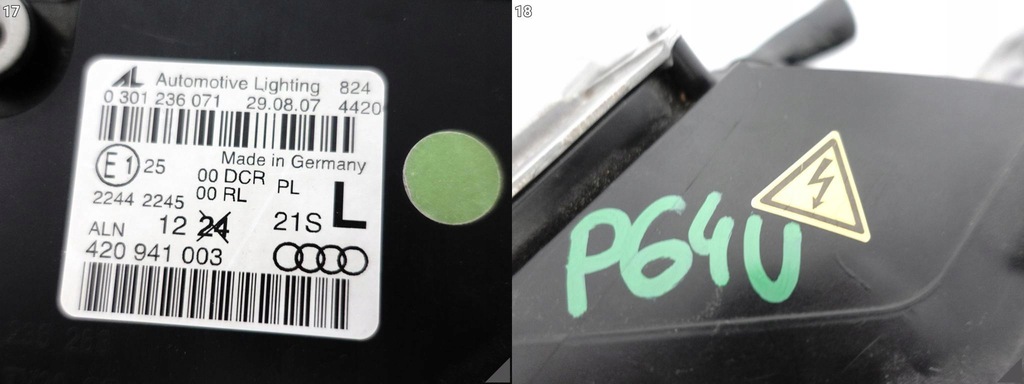 17
AL Automotive Lighting 824
0 301 236 071 29.08.07 4420
E1 25 Made in Germany
00 DCR PL L
2244 2245 00 RL
ALN 12 24 21S
420 941 003
18
P64U